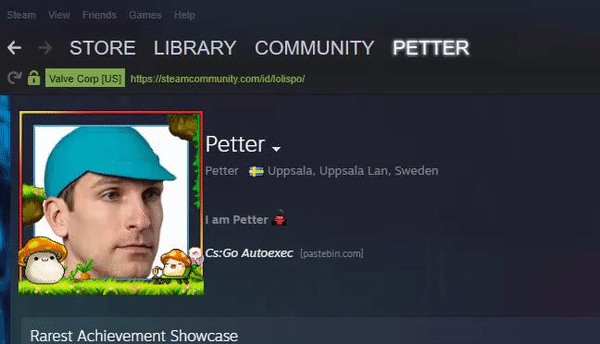 Steam View Friends Games Help
STORE LIBRARY COMMUNITY PETTER
Valve Corp [US] https://steamcommunity.com/id/lolispo/
Petter
Petter Uppsala, Uppsala Lan, Sweden
I am Petter
Cs:Go Autoexec [pastebin.com]
Rarest Achievement Showcase